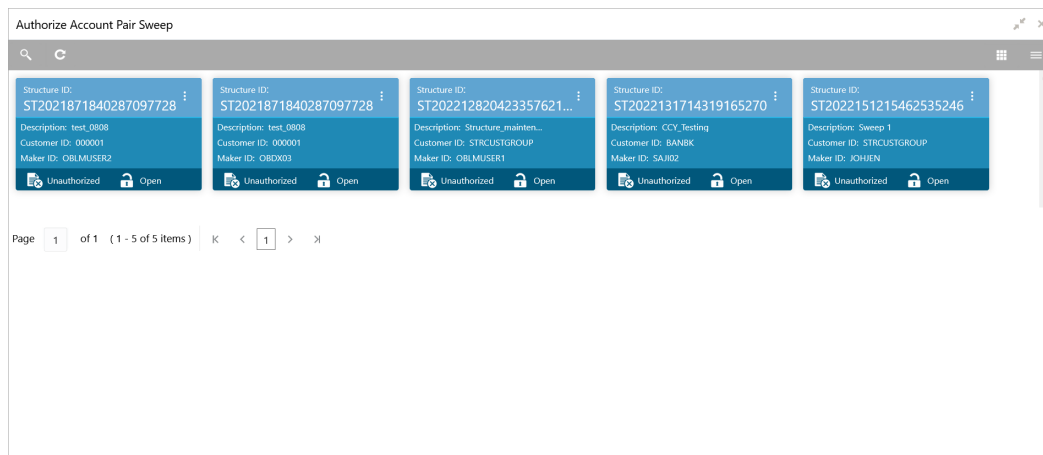 Authorize Account Pair Sweep
Structure ID:
ST2021871840287097728
Description: test_0808
Customer ID: 000001
Maker ID: OBLMUSER2
Unauthorized Open
Structure ID:
ST2021871840287097728
Description: test_0808
Customer ID: 000001
Maker ID: OBDX03
Unauthorized Open
Structure ID:
ST202212820423357621...
Description: Structure_mainten...
Customer ID: STRCUSTGROUP
Maker ID: OBLMUSER1
Unauthorized Open
Structure ID:
ST2022131714319165270
Description: CCY_Testing
Customer ID: BANBK
Maker ID: SAJI02
Unauthorized Open
Structure ID:
ST2022151215462535246
Description: Sweep 1
Customer ID: STRCUSTGROUP
Maker ID: JOHJEN
Unauthorized Open
Page 1 of 1 ( 1 - 5 of 5 items ) 1